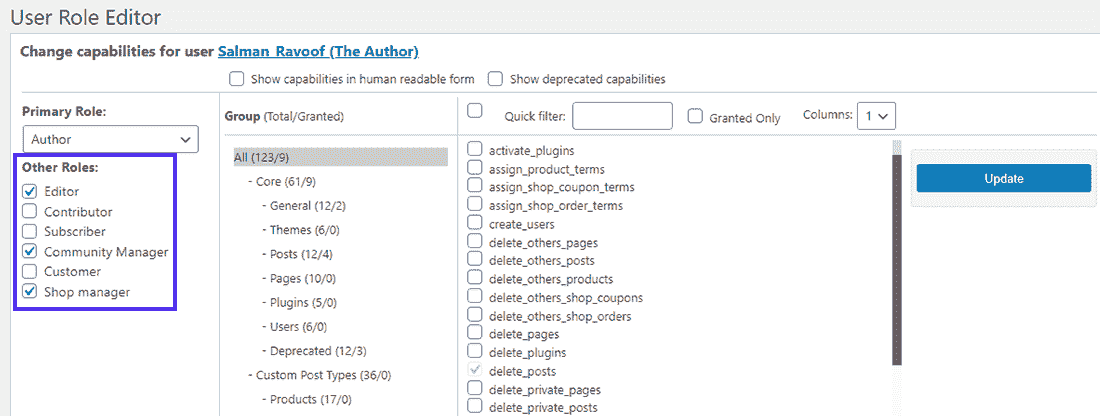 User Role Editor
Change capabilities for user Salman_Ravoof (The Author)
Show capabilities in human readable form Show deprecated capabilities
Primary Role:
Author
Other Roles:
Editor
Contributor
Subscriber
Community Manager
Customer
Shop manager
Group (Total/Granted)
All (123/9)
- Core (61/9)
- General (12/2)
- Themes (6/0)
- Posts (12/4)
- Pages (10/0)
- Plugins (5/0)
- Users (6/0)
- Deprecated (12/3)
- Custom Post Types (36/0)
- Products (17/0)
Quick filter: Granted Only Columns: 1
activate_plugins
assign_product_terms
assign_shop_coupon_terms
assign_shop_order_terms
create_users
delete_others_pages
delete_others_posts
delete_others_products
delete_others_shop_coupons
delete_others_shop_orders
delete_pages
delete_plugins
delete_posts
delete_private_pages
delete_private_posts
Update